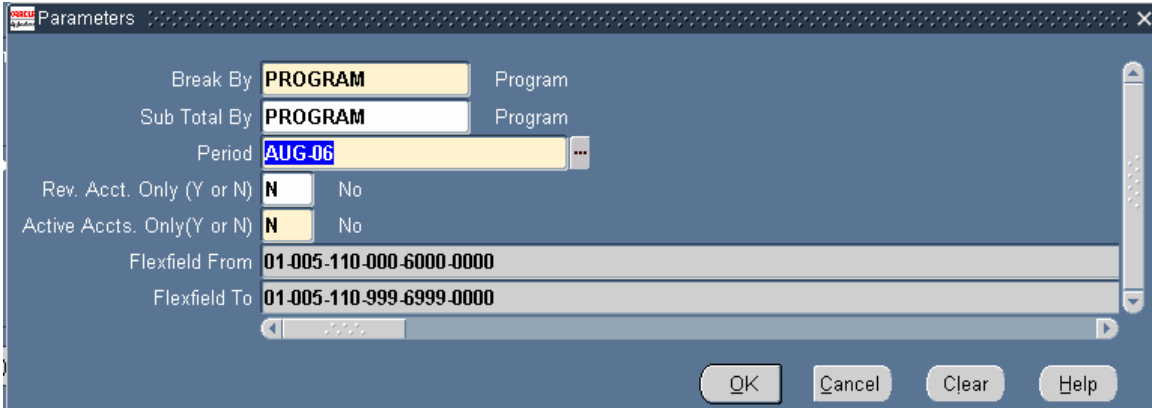 ORACLE Parameters
Break By PROGRAM Program
Sub Total By PROGRAM Program
Period AUG-06 ...
Rev. Acct. Only (Y or N) N No
Active Accts. Only(Y or N) N No
Flexfield From 01-005-110-000-6000-0000
Flexfield To 01-005-110-999-6999-0000
OK Cancel Clear Help